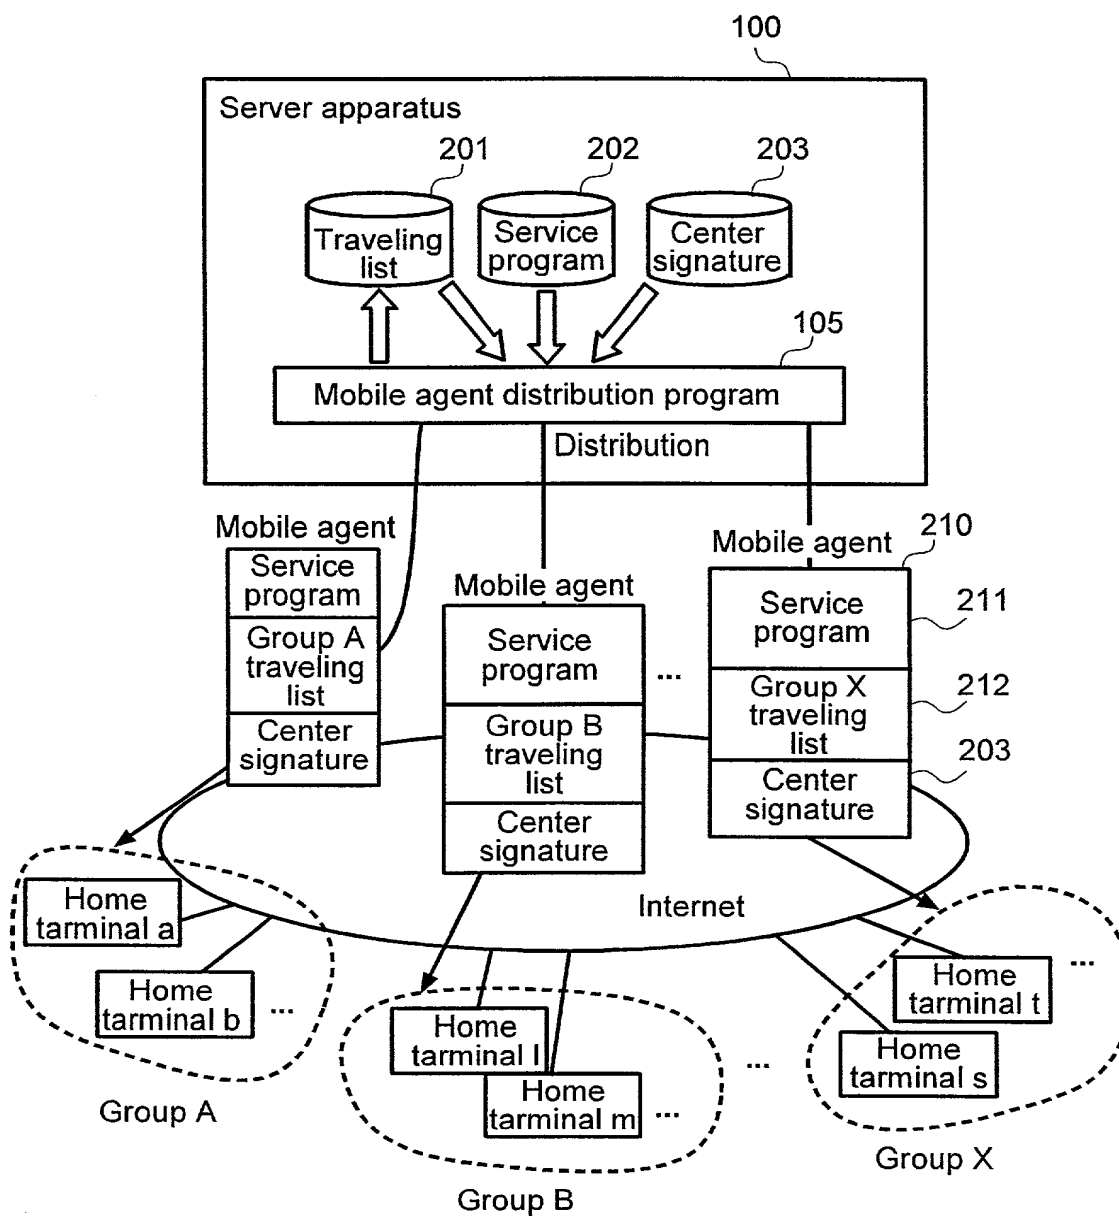 100
Server apparatus
201
202
203
Traveling
list
Service
program
Center
signature
105
Mobile agent distribution program
Distribution
Mobile agent
Service
program
Group A
traveling
list
Center
signature
Mobile agent
Service
program
Group B
traveling
list
Center
signature
...
Mobile agent
210
Service
program
211
Group X
traveling
list
212
Center
signature
203
Internet
Home
tarminal a
Home
tarminal b
...
Group A
Home
tarminal l
Home
tarminal m
...
Group B
...
Home
tarminal t
...
Home
tarminal s
Group X